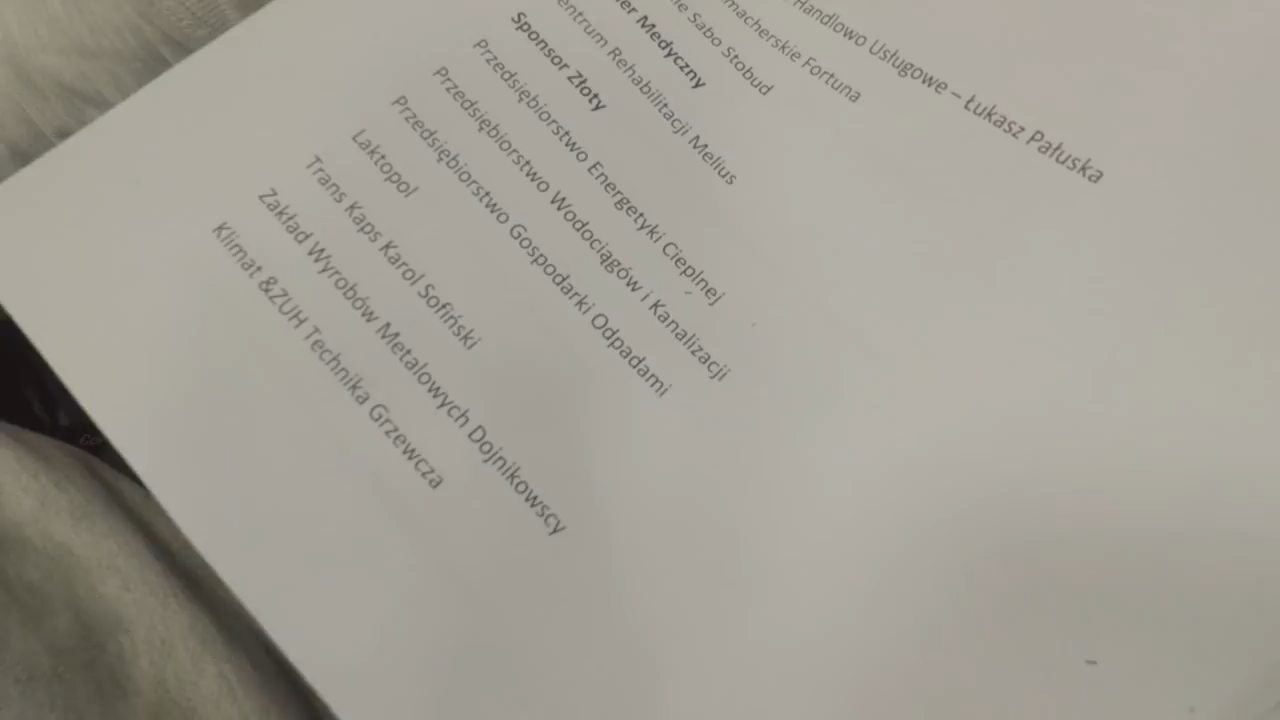 Handlowo Usługowe – Łukasz Pałuska
Fortuna
Sabo Stobud
Medyczny
Rehabilitacji Melius
Sponsor Złoty
Przedsiębiorstwo Energetyki Cieplnej
Przedsiębiorstwo Wodociągów i Kanalizacji
Przedsiębiorstwo Gospodarki Odpadami
Laktopol
Trans Kaps Karol Sofiński
Zakład Wyrobów Metalowych Dojnikowscy
Klimat &ZUH Technika Grzewcza